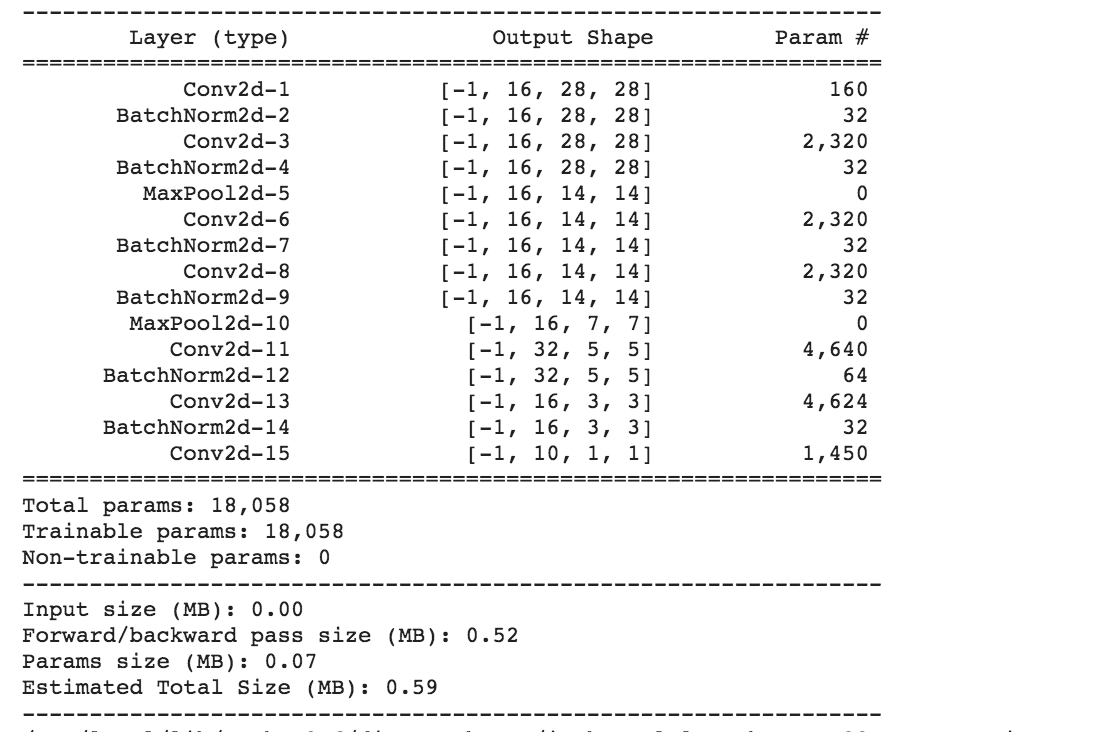 Layer (type) Output Shape Param #
Conv2d-1 [-1, 16, 28, 28] 160
BatchNorm2d-2 [-1, 16, 28, 28] 32
Conv2d-3 [-1, 16, 28, 28] 2,320
BatchNorm2d-4 [-1, 16, 28, 28] 32
MaxPool2d-5 [-1, 16, 14, 14] 0
Conv2d-6 [-1, 16, 14, 14] 2,320
BatchNorm2d-7 [-1, 16, 14, 14] 32
Conv2d-8 [-1, 16, 14, 14] 2,320
BatchNorm2d-9 [-1, 16, 14, 14] 32
MaxPool2d-10 [-1, 16, 7, 7] 0
Conv2d-11 [-1, 32, 5, 5] 4,640
BatchNorm2d-12 [-1, 32, 5, 5] 64
Conv2d-13 [-1, 16, 3, 3] 4,624
BatchNorm2d-14 [-1, 16, 3, 3] 32
Conv2d-15 [-1, 10, 1, 1] 1,450
Total params: 18,058
Trainable params: 18,058
Non-trainable params: 0
Input size (MB): 0.00
Forward/backward pass size (MB): 0.52
Params size (MB): 0.07
Estimated Total Size (MB): 0.59